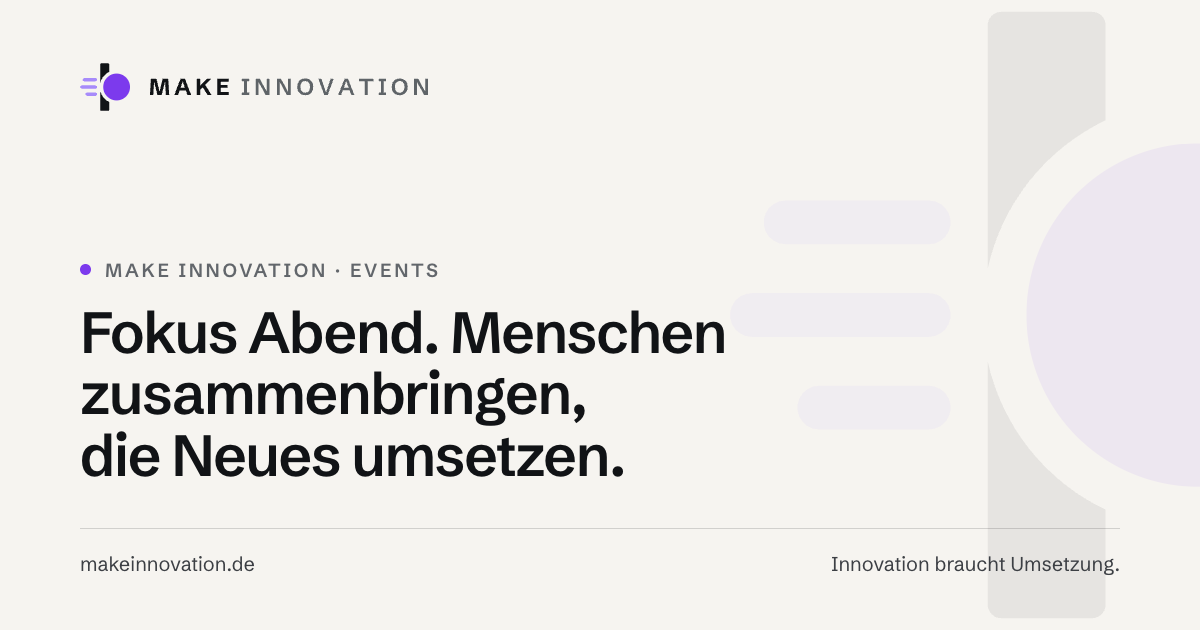 MAKE INNOVATION
MAKE INNOVATION · EVENTS
Fokus Abend. Menschen
zusammenbringen,
die Neues umsetzen.
makeinnovation.de
Innovation braucht Umsetzung.